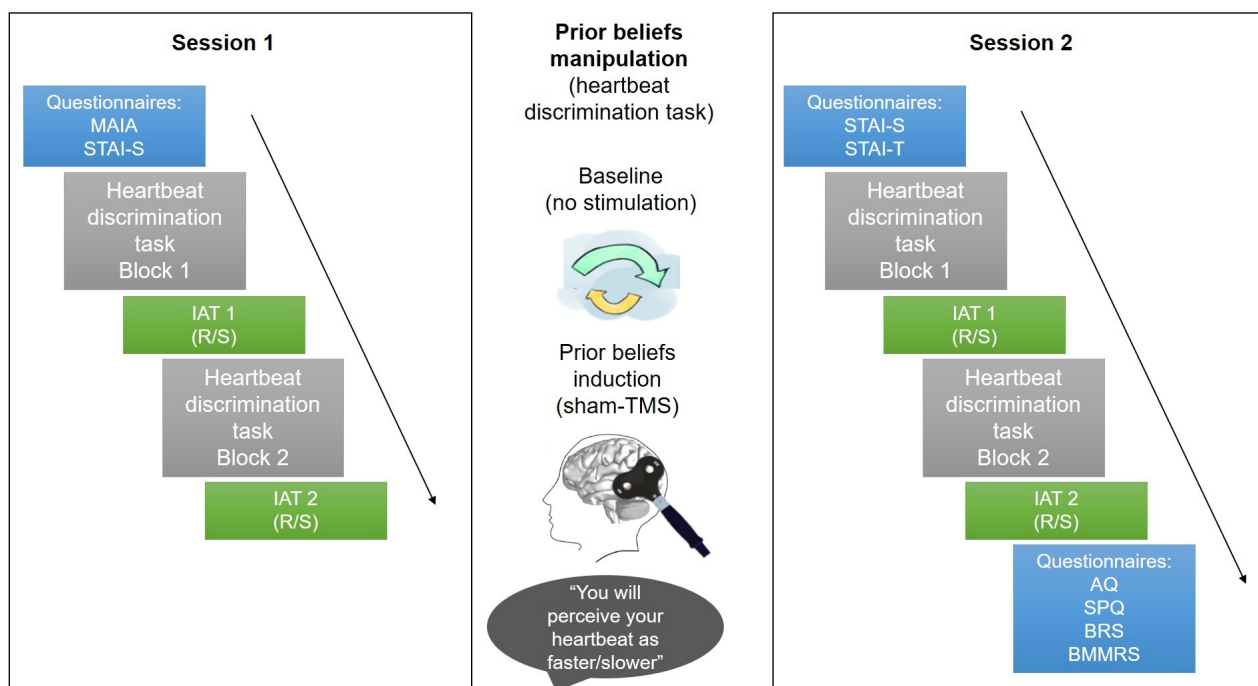 Session 1
Questionnaires:
MAIA
STAI-S
Heartbeat
discrimination
task
Block 1
IAT 1
(R/S)
Heartbeat
discrimination
task
Block 2
IAT 2
(R/S)
Prior beliefs
manipulation
(heartbeat
discrimination task)
Baseline
(no stimulation)
Prior beliefs
induction
(sham-TMS)
“You will
perceive your
heartbeat as
faster/slower”
Session 2
Questionnaires:
STAI-S
STAI-T
Heartbeat
discrimination
task
Block 1
IAT 1
(R/S)
Heartbeat
discrimination
task
Block 2
IAT 2
(R/S)
Questionnaires:
AQ
SPQ
BRS
BMMRS